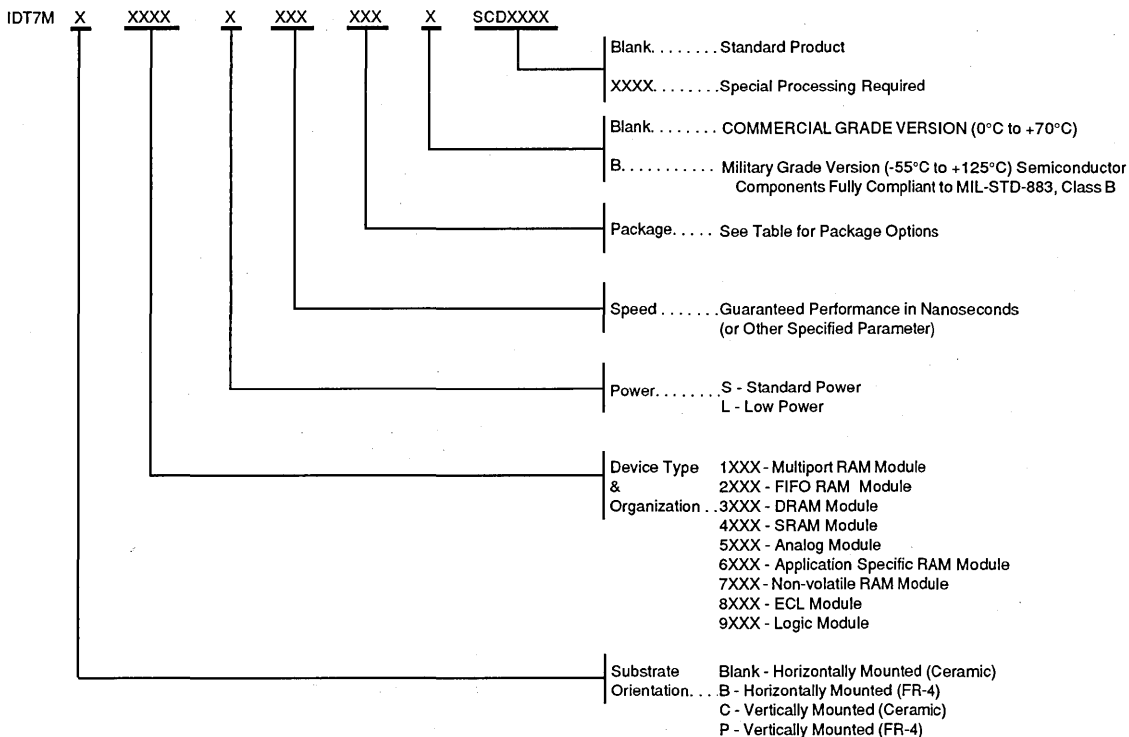 IDT7M X XXXX X XXX XXX X SCDXXXX
Blank. . . . . . . . Standard Product
XXXX. . . . . . . .Special Processing Required
Blank. . . . . . . . COMMERCIAL GRADE VERSION (0°C to +70°C)
B. . . . . . . . . . . Military Grade Version (-55°C to +125°C) Semiconductor
Components Fully Compliant to MIL-STD-883, Class B
Package. . . . . See Table for Package Options
Speed . . . . . . .Guaranteed Performance in Nanoseconds
(or Other Specified Parameter)
Power. . . . . . . .S - Standard Power
L - Low Power
Device Type 1XXX - Multiport RAM Module
& 2XXX - FIFO RAM Module
Organization . .3XXX - DRAM Module
4XXX - SRAM Module
5XXX - Analog Module
6XXX - Application Specific RAM Module
7XXX - Non-volatile RAM Module
8XXX - ECL Module
9XXX - Logic Module
Substrate Blank - Horizontally Mounted (Ceramic)
Orientation. . . .B - Horizontally Mounted (FR-4)
C - Vertically Mounted (Ceramic)
P - Vertically Mounted (FR-4)